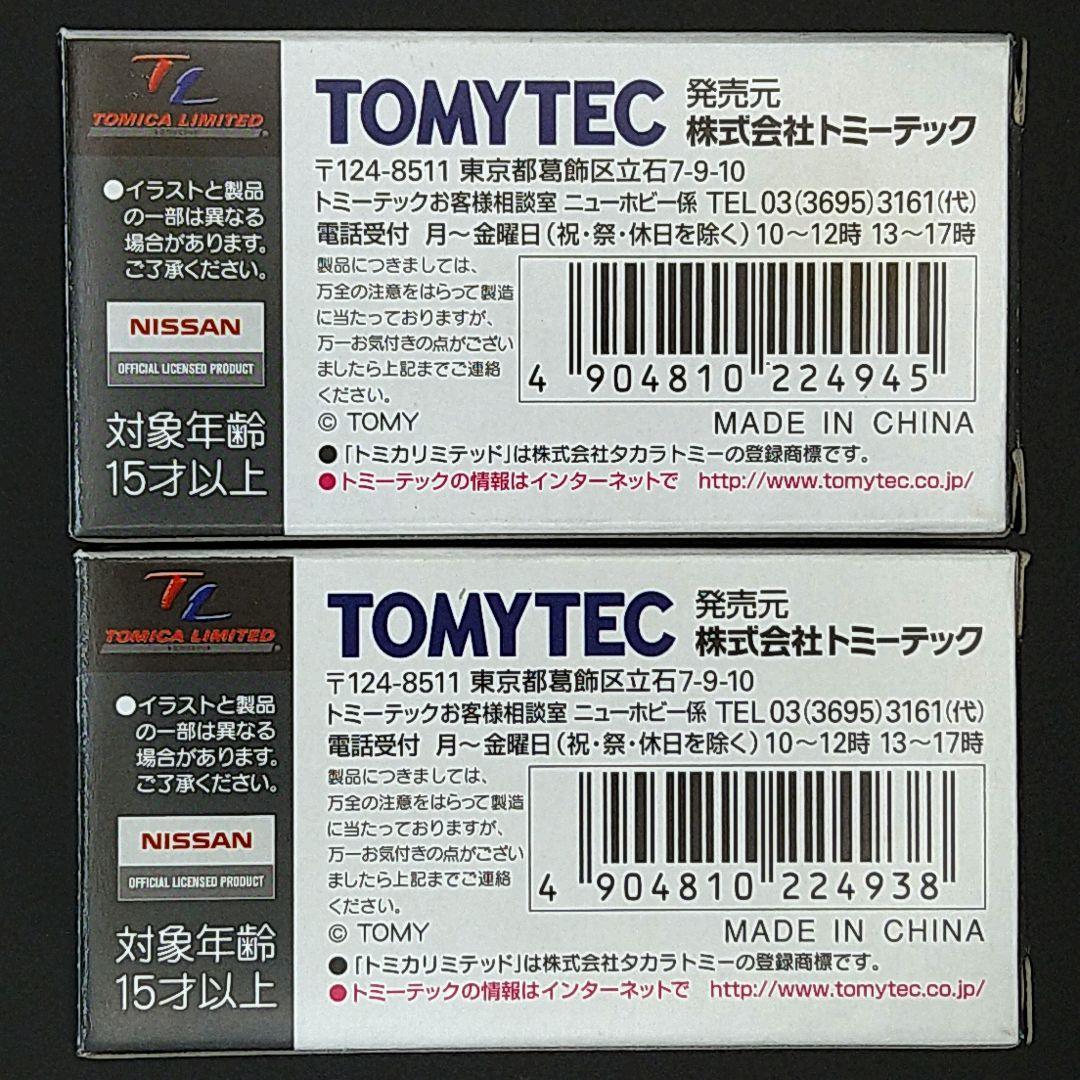 TL
TOMICA LIMITED
●イラストと製品
の一部は異なる
場合があります。
ご了承ください。
NISSAN
OFFICIAL LICENSED PRODUCT
対象年齢
15才以上
TOMYTEC 発売元
株式会社トミーテック
〒124-8511 東京都葛飾区立石7-9-10
トミーテックお客様相談室 ニューホビー係 TEL 03(3695)3161(代)
電話受付 月～金曜日(祝・祭・休日を除く)10～12時 13～17時
製品につきましては、
万全の注意をはらって製造
に当たっておりますが、
万一お気付きの点がござい
ましたら上記までご連絡
ください。
4 904810 224945
© TOMY MADE IN CHINA
●「トミカリミテッド」は株式会社タカラトミーの登録商標です。
●トミーテックの情報はインターネットで http://www.tomytec.co.jp/
TL
TOMICA LIMITED
●イラストと製品
の一部は異なる
場合があります。
ご了承ください。
NISSAN
OFFICIAL LICENSED PRODUCT
対象年齢
15才以上
TOMYTEC 発売元
株式会社トミーテック
〒124-8511 東京都葛飾区立石7-9-10
トミーテックお客様相談室 ニューホビー係 TEL 03(3695)3161(代)
電話受付 月～金曜日(祝・祭・休日を除く)10～12時 13～17時
製品につきましては、
万全の注意をはらって製造
に当たっておりますが、
万一お気付きの点がござい
ましたら上記までご連絡
ください。
4 904810 224938
© TOMY MADE IN CHINA
●「トミカリミテッド」は株式会社タカラトミーの登録商標です。
●トミーテックの情報はインターネットで http://www.tomytec.co.jp/